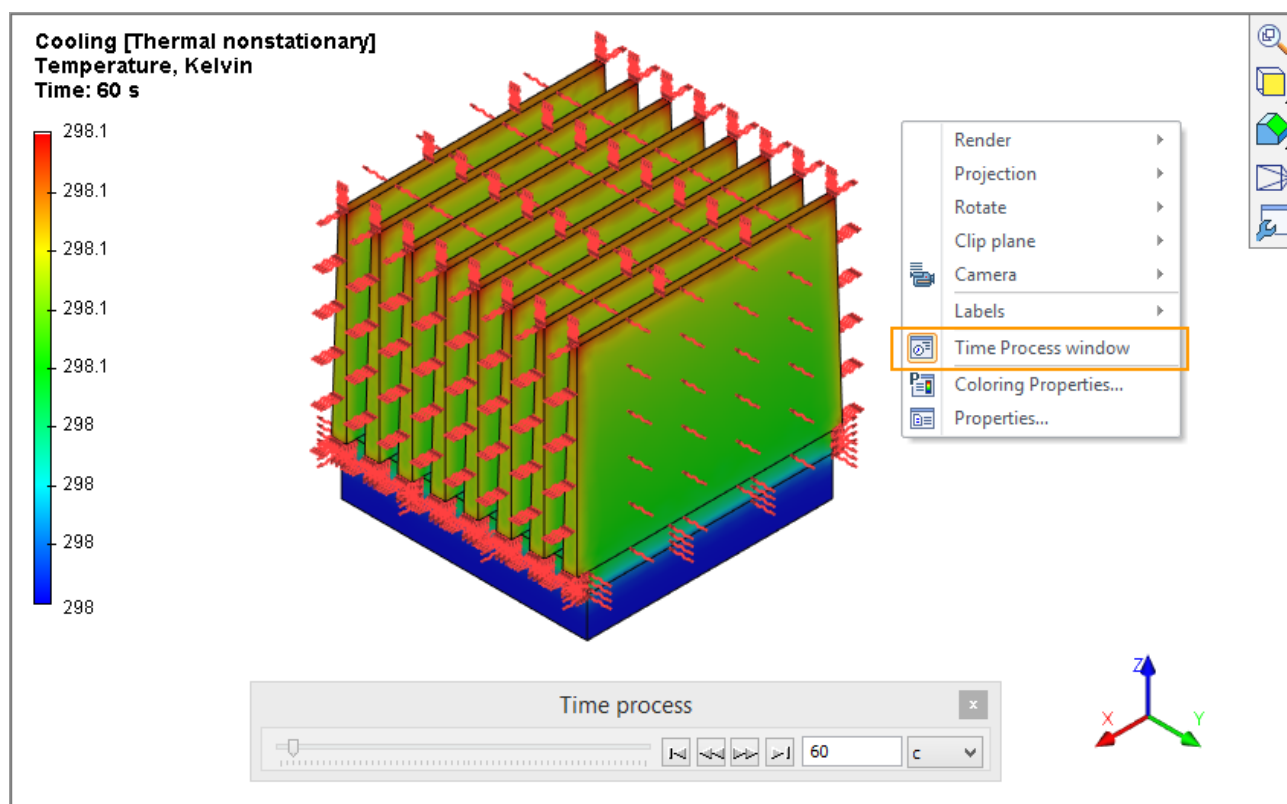 Cooling [Thermal nonstationary]
Temperature, Kelvin
Time: 60 s
298.1
298.1
298.1
298.1
298.1
298
298
298
298
Render
Projection
Rotate
Clip plane
Camera
Labels
Time Process window
Coloring Properties...
Properties...
Z
X
Y
Time process
x
60
c